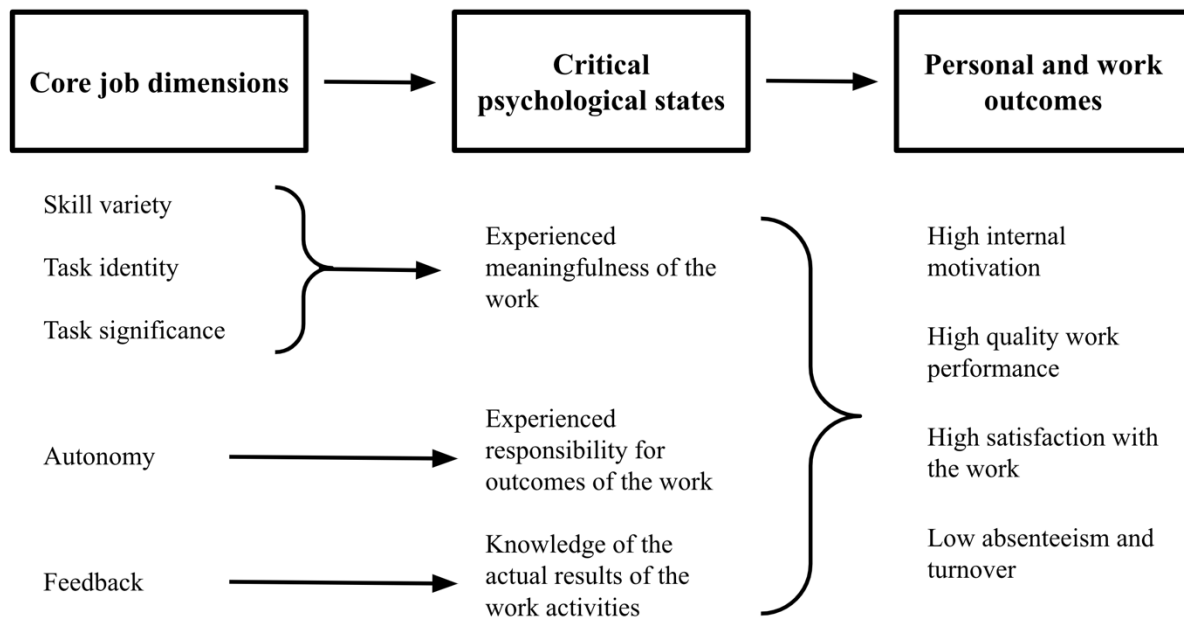 Core job dimensions
Critical
psychological states
Personal and work
outcomes
Skill variety
Task identity
Task significance
Experienced
meaningfulness of the
work
Autonomy
Experienced
responsibility for
outcomes of the work
Feedback
Knowledge of the
actual results of the
work activities
High internal
motivation
High quality work
performance
High satisfaction with
the work
Low absenteeism and
turnover